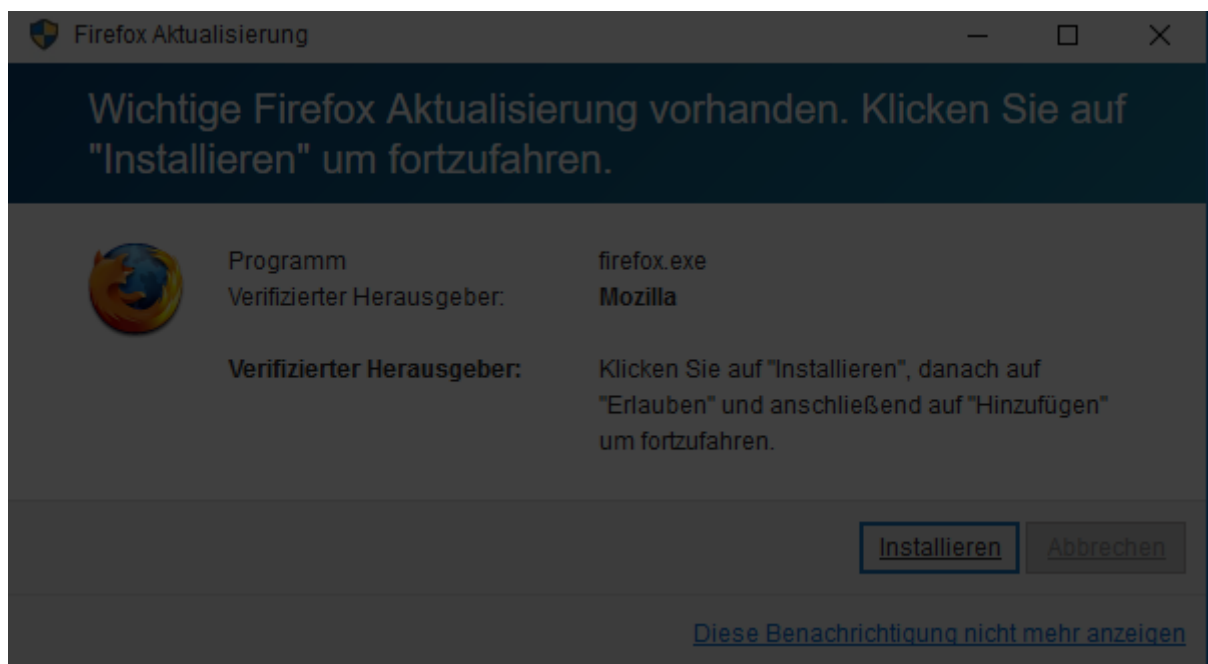 Firefox Aktualisierung
Wichtige Firefox Aktualisierung vorhanden. Klicken Sie auf
"Installieren" um fortzufahren.
Programm firefox.exe
Verifizierter Herausgeber: Mozilla
Verifizierter Herausgeber: Klicken Sie auf "Installieren", danach auf
"Erlauben" und anschließend auf "Hinzufügen"
um fortzufahren.
Installieren Abbrechen
Diese Benachrichtigung nicht mehr anzeigen